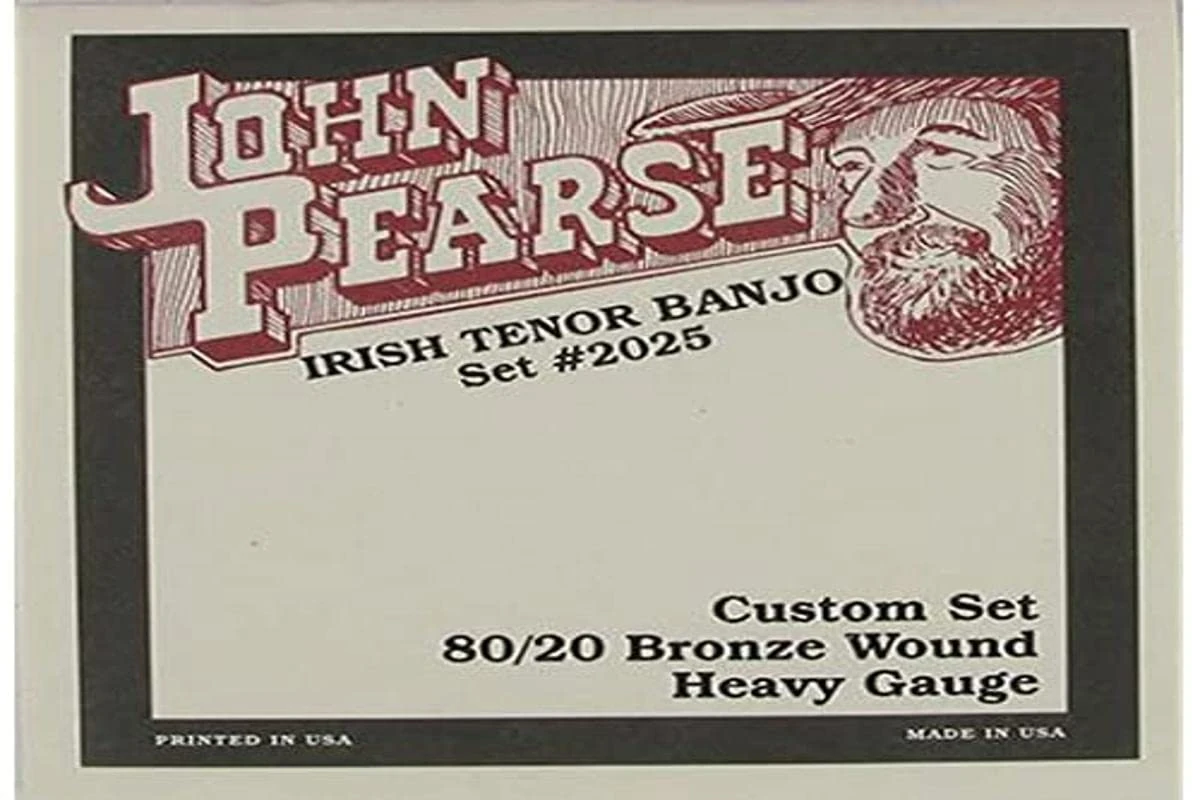 JOHN
PEARSE
IRISH TENOR BANJO
Set #2025
Custom Set
80/20 Bronze Wound
Heavy Gauge
PRINTED IN USA
MADE IN USA